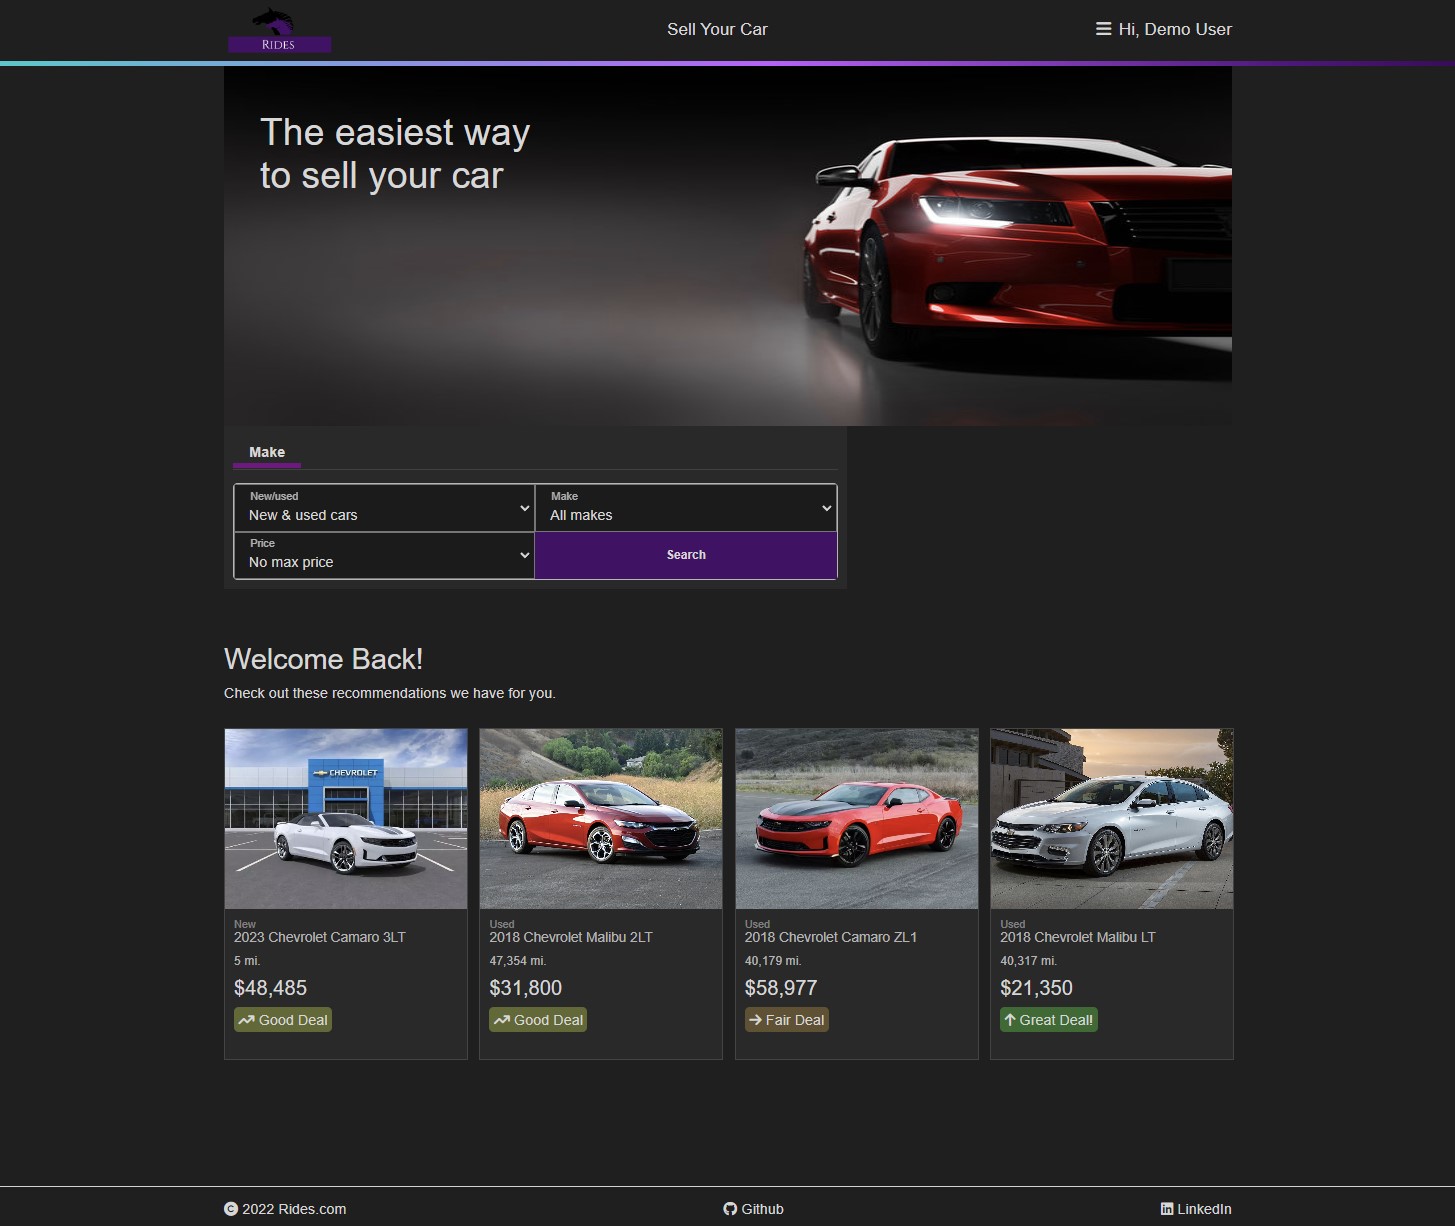 RIDES
Sell Your Car
Hi, Demo User
The easiest way
to sell your car
Make
New/used
New & used cars
Make
All makes
Price
No max price
Search
Welcome Back!
Check out these recommendations we have for you.
CHEVROLET
New
2023 Chevrolet Camaro 3LT
5 mi.
$48,485
Good Deal
Used
2018 Chevrolet Malibu 2LT
47,354 mi.
$31,800
Good Deal
Used
2018 Chevrolet Camaro ZL1
40,179 mi.
$58,977
Fair Deal
Used
2018 Chevrolet Malibu LT
40,317 mi.
$21,350
Great Deal!
© 2022 Rides.com
Github
LinkedIn